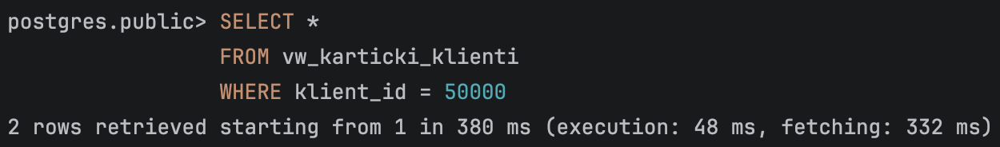 postgres.public> SELECT *
FROM vw_karticki_klienti
WHERE klient_id = 50000
2 rows retrieved starting from 1 in 380 ms (execution: 48 ms, fetching: 332 ms)